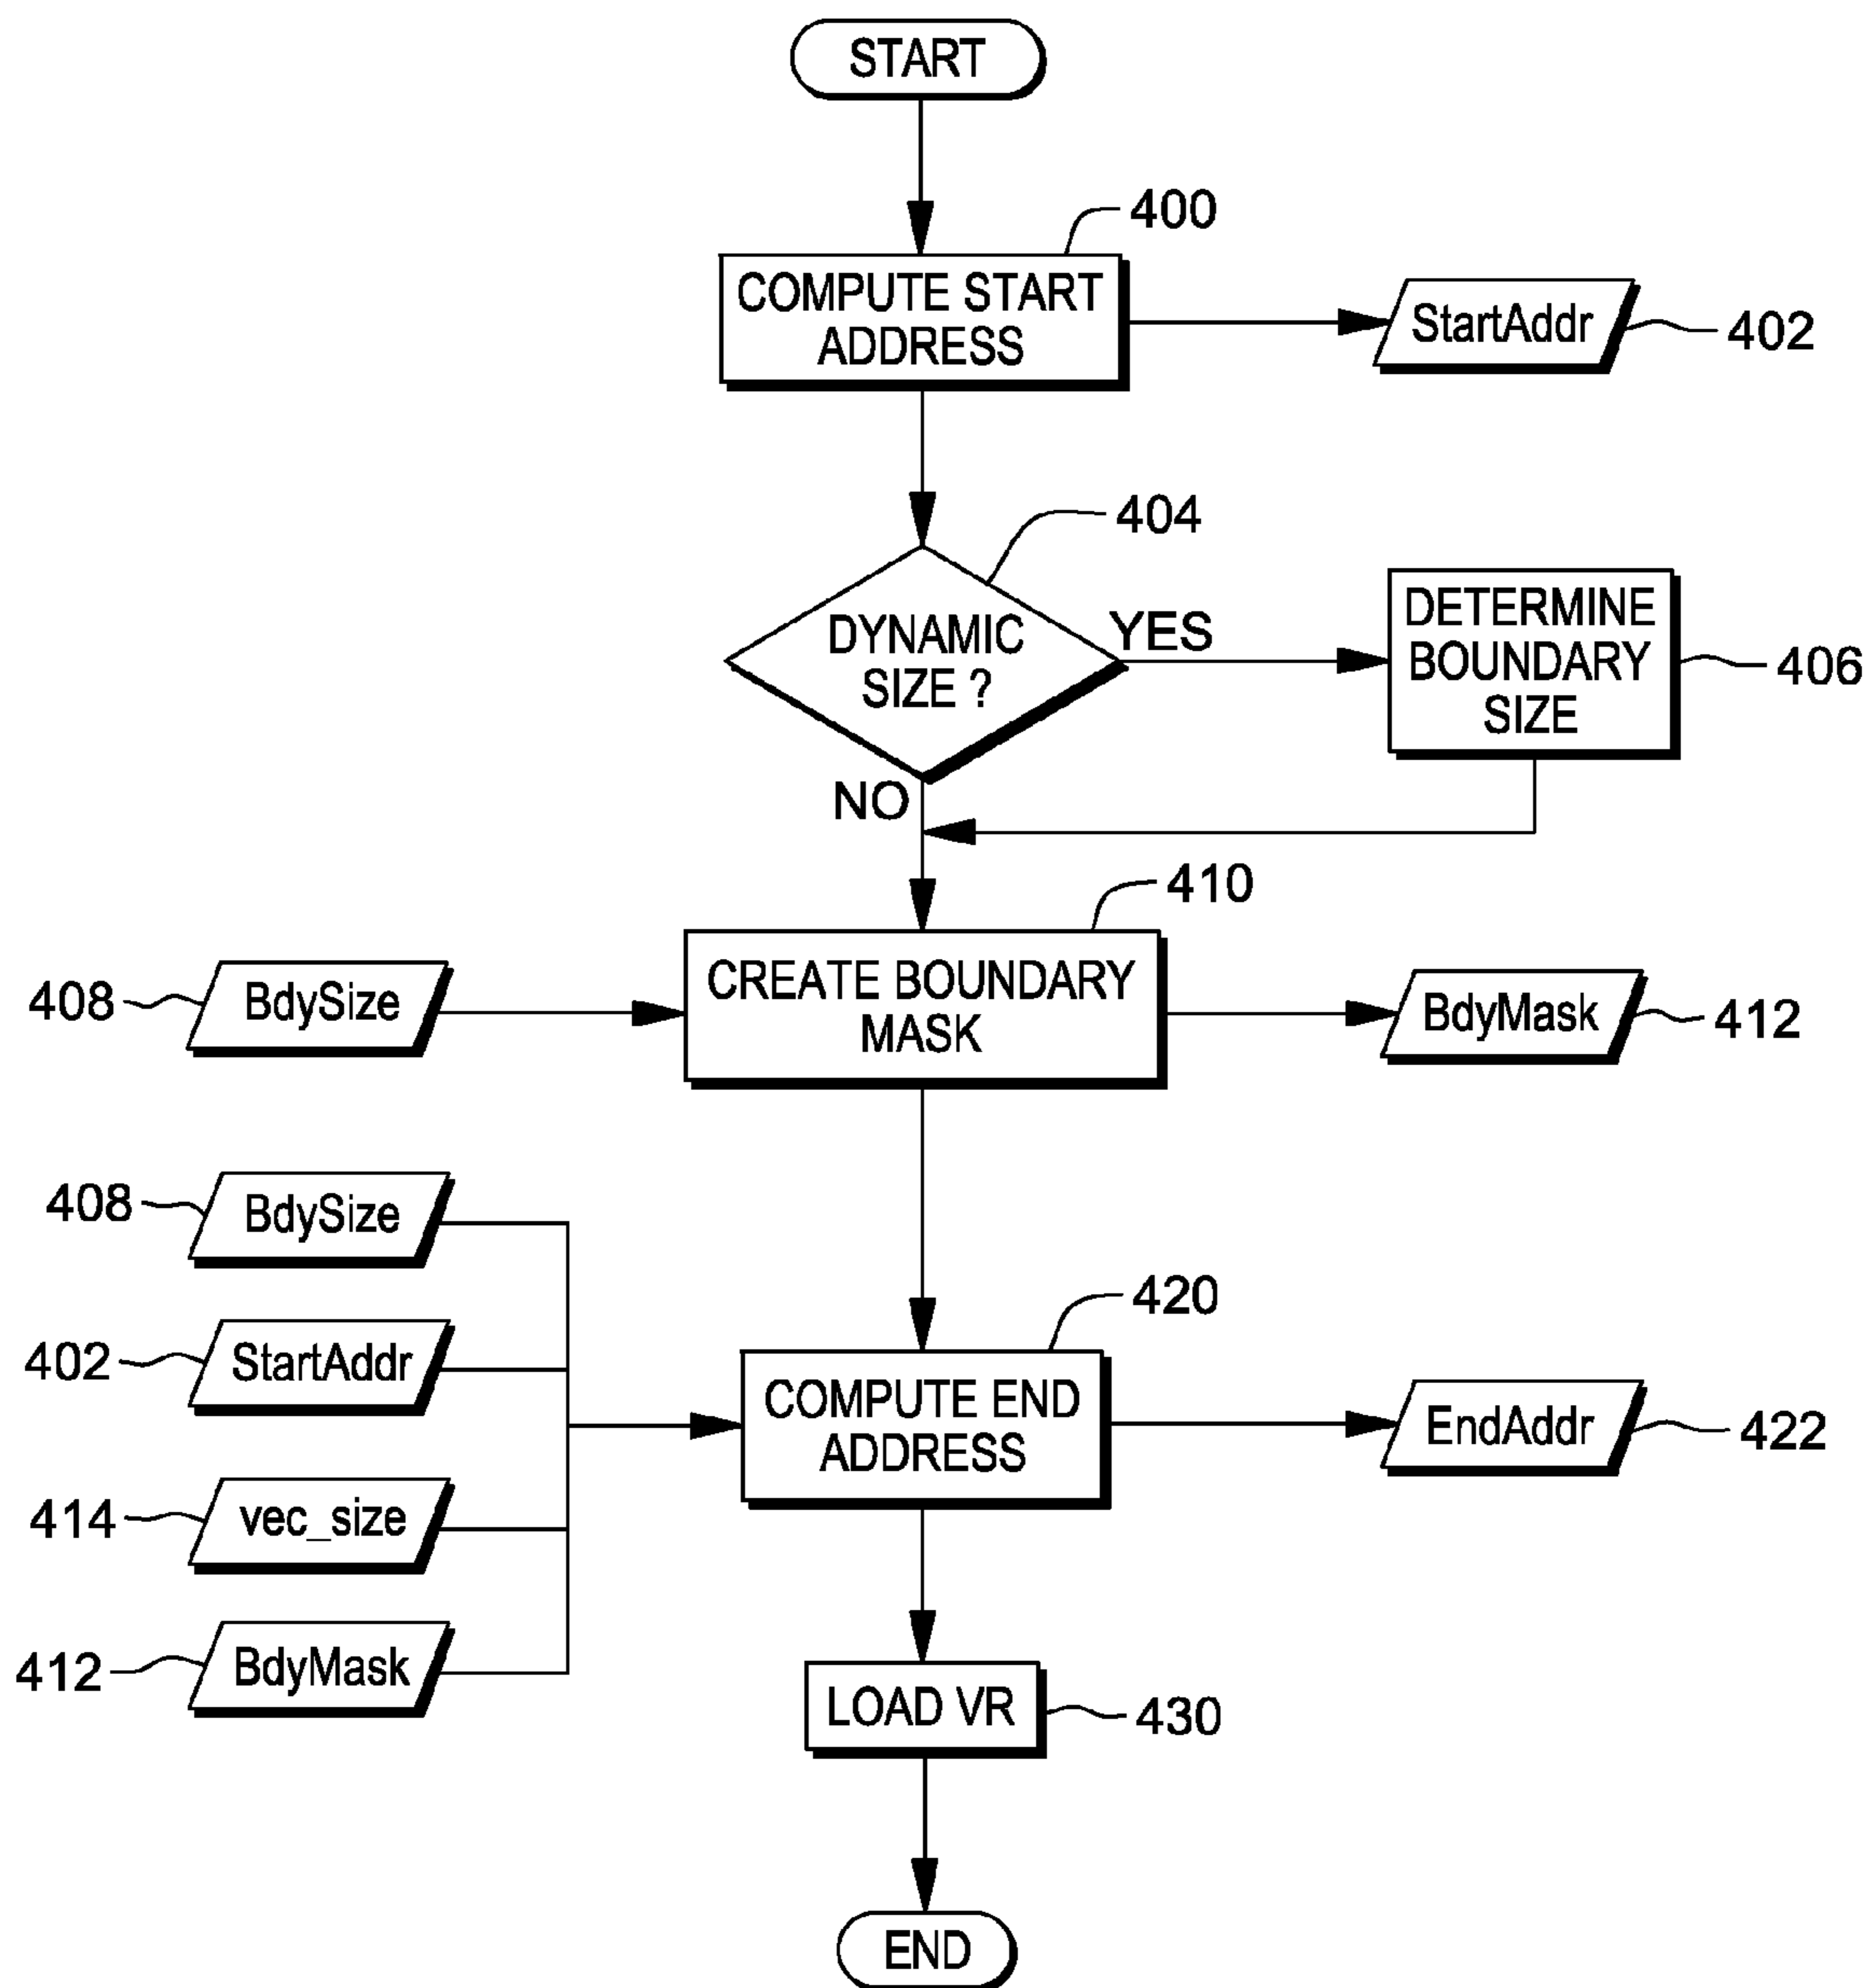 START
400
COMPUTE START
ADDRESS
StartAddr
402
404
DYNAMIC
SIZE ?
YES
DETERMINE
BOUNDARY
SIZE
406
NO
410
408
BdySize
CREATE BOUNDARY
MASK
BdyMask
412
408
BdySize
420
402
StartAddr
COMPUTE END
ADDRESS
EndAddr
422
414
vec_size
412
BdyMask
LOAD VR
430
END